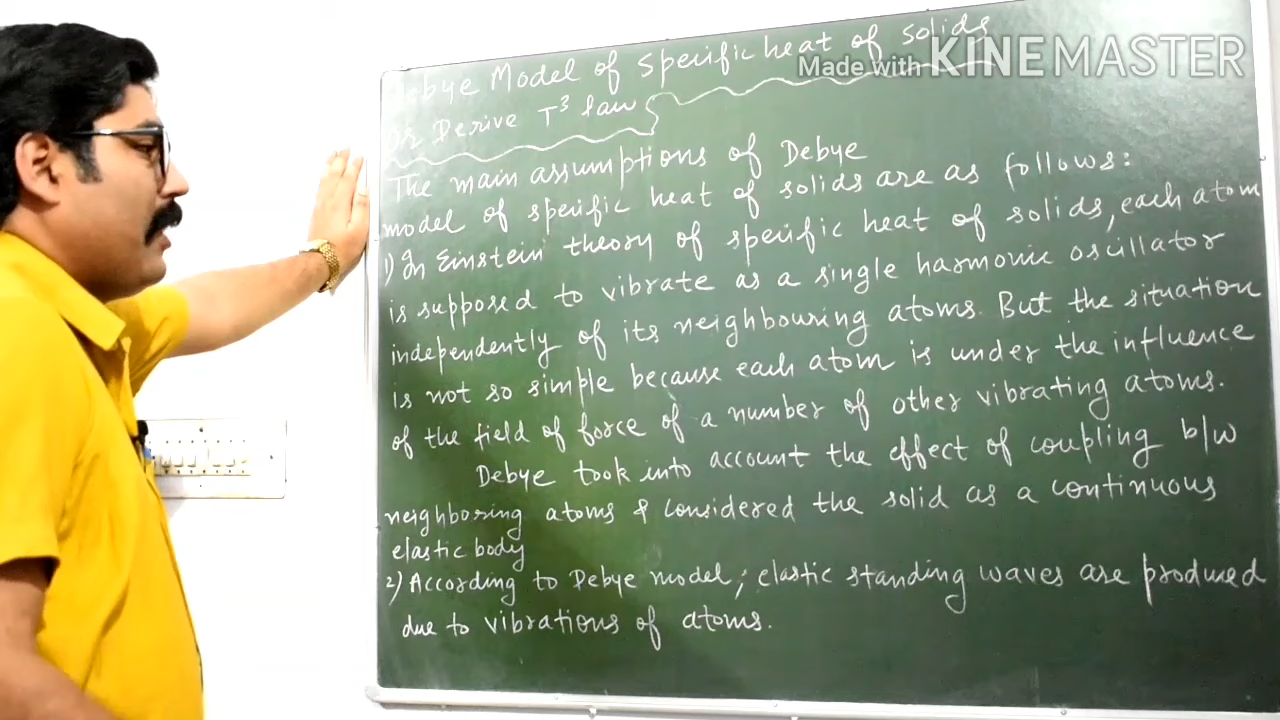 Debye Model of specific heat of solids
Or Derive T³ law
The main assumptions of Debye
model of specific heat of solids are as follows:
1) In Einstein theory of specific heat of solids, each atom
is supposed to vibrate as a single harmonic oscillator
independently of its neighbouring atoms. But the situation
is not so simple because each atom is under the influence
of the field of force of a number of other vibrating atoms.
Debye took into account the effect of coupling b/w
neighboring atoms & considered the solid as a continuous
elastic body
2) According to Debye model, elastic standing waves are produced
due to vibrations of atoms.
Made with KINEMASTER